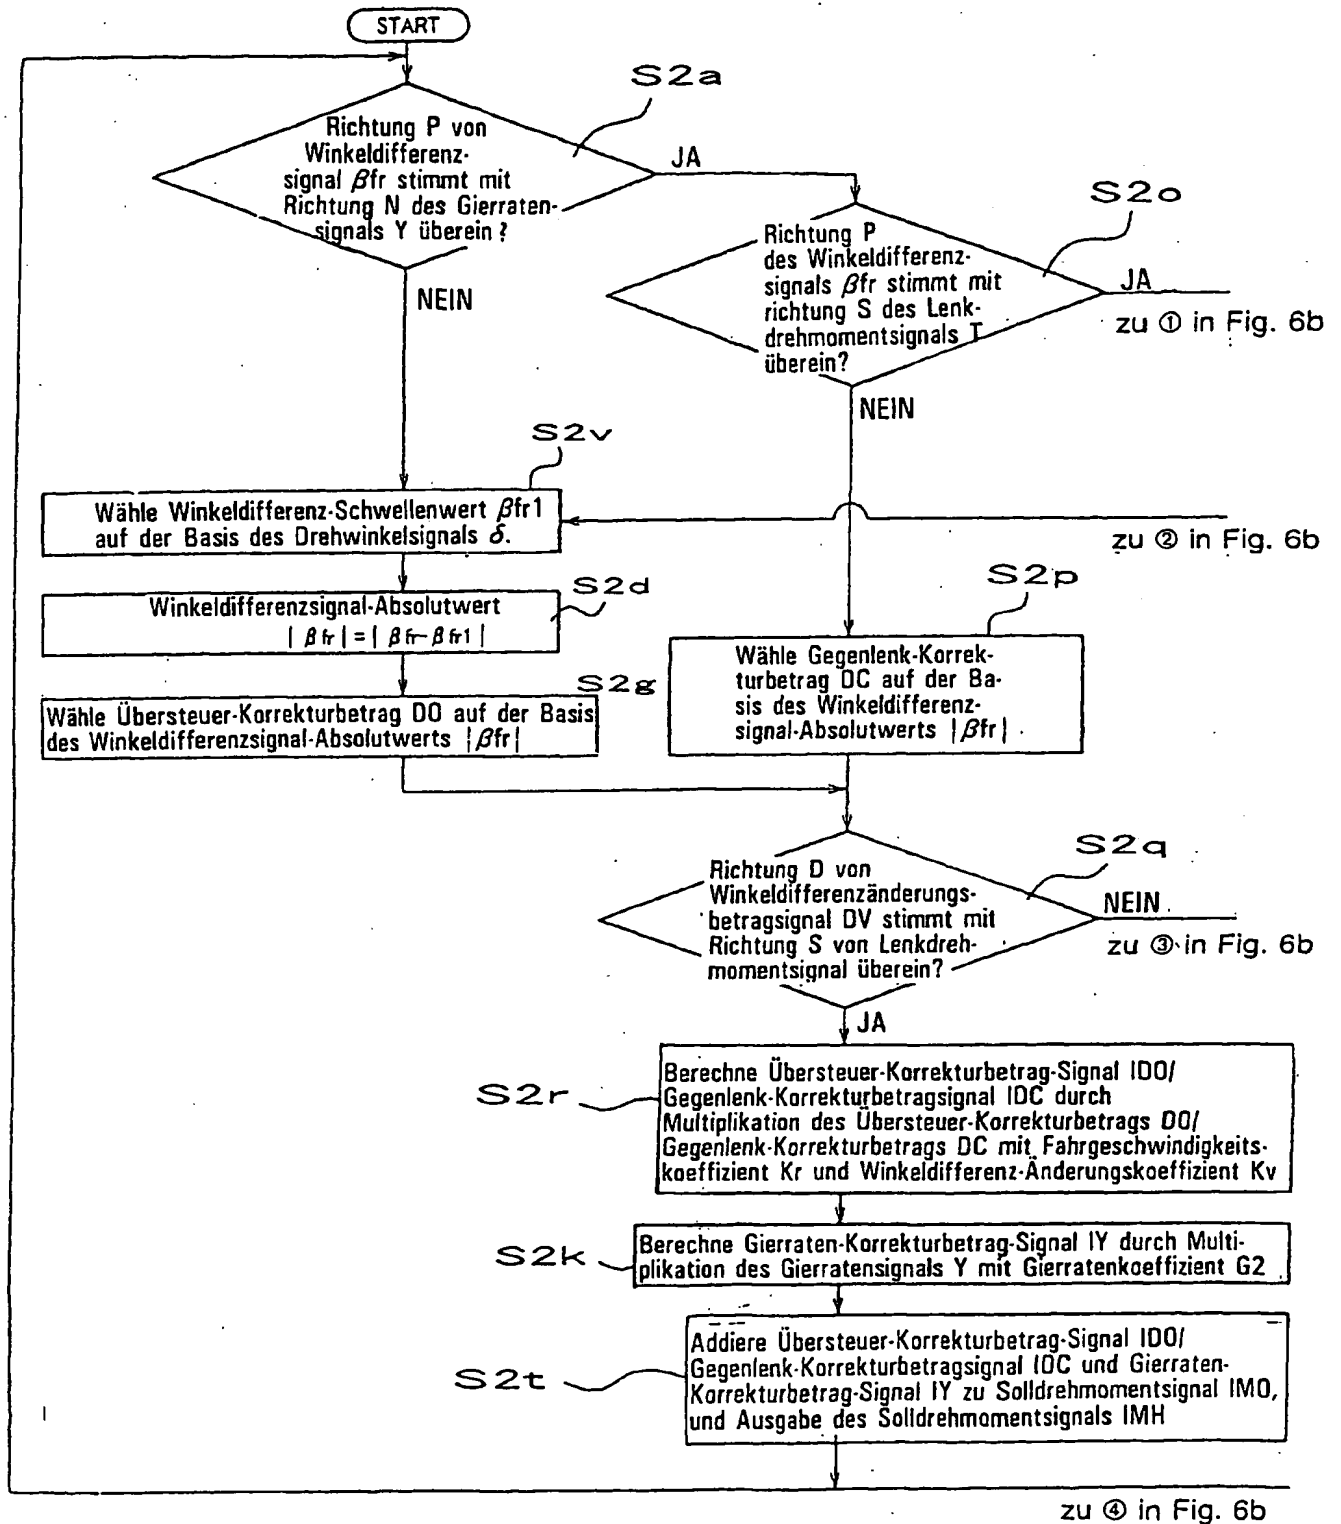 START
S2a
Richtung P von
Winkeldifferenz-
signal βfr stimmt mit
Richtung N des Gierraten-
signals Y überein?
JA
NEIN
S2o
Richtung P
des Winkeldifferenz-
signals βfr stimmt mit
richtung S des Lenk-
drehmomentsignals T
überein?
JA
zu ① in Fig. 6b
NEIN
S2v
Wähle Winkeldifferenz-Schwellenwert βfr1
auf der Basis des Drehwinkelsignals δ.
zu ② in Fig. 6b
S2d
Winkeldifferenzsignal-Absolutwert
| βfr | = | βfr-βfr1 |
S2g
Wähle Übersteuer-Korrekturbetrag DO auf der Basis
des Winkeldifferenzsignal-Absolutwerts |βfr|
S2p
Wähle Gegenlenk-Korrek-
turbetrag DC auf der Ba-
sis des Winkeldifferenz-
signal-Absolutwerts |βfr|
S2q
Richtung D von
Winkeldifferenzänderungs-
betragsignal DV stimmt mit
Richtung S von Lenkdreh-
momentsignal überein?
NEIN
zu ③ in Fig. 6b
JA
S2r
Berechne Übersteuer-Korrekturbetrag-Signal IDO/
Gegenlenk-Korrekturbetragsignal IDC durch
Multiplikation des Übersteuer-Korrekturbetrags DO/
Gegenlenk-Korrekturbetrags DC mit Fahrgeschwindigkeits-
koeffizient Kr und Winkeldifferenz-Änderungskoeffizient Kv
S2k
Berechne Gierraten-Korrekturbetrag-Signal IY durch Multi-
plikation des Gierratensignals Y mit Gierratenkoeffizient G2
S2t
Addiere Übersteuer-Korrekturbetrag-Signal IDO/
Gegenlenk-Korrekturbetragsignal IDC und Gierraten-
Korrekturbetrag-Signal IY zu Solldrehmomentsignal IMO,
und Ausgabe des Solldrehmomentsignals IMH
zu ④ in Fig. 6b